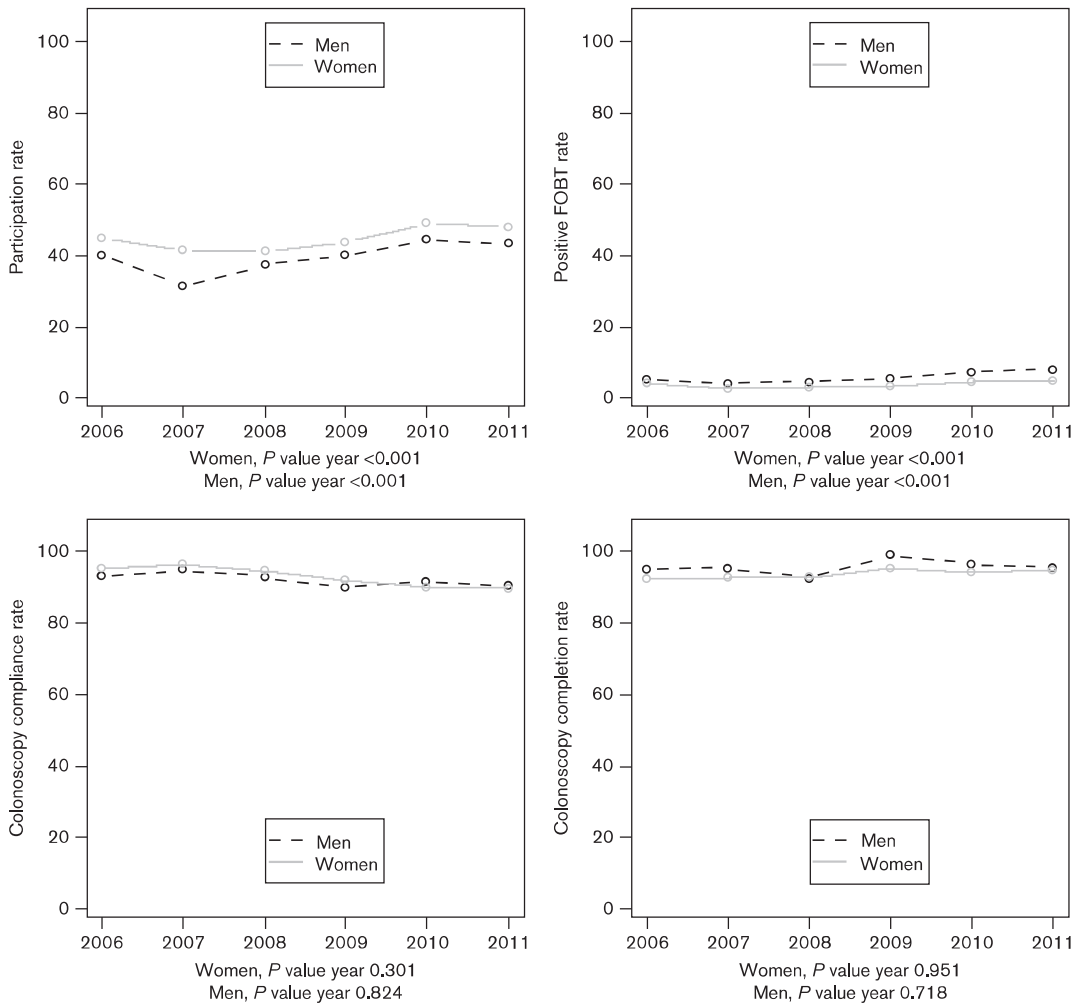 Participation rate
100
80
60
40
20
0
Men
Women
2006 2007 2008 2009 2010 2011
Women, P value year <0.001
Men, P value year <0.001
Positive FOBT rate
100
80
60
40
20
0
Men
Women
2006 2007 2008 2009 2010 2011
Women, P value year <0.001
Men, P value year <0.001
Colonoscopy compliance rate
100
80
60
40
20
0
Men
Women
2006 2007 2008 2009 2010 2011
Women, P value year 0.301
Men, P value year 0.824
Colonoscopy completion rate
100
80
60
40
20
0
Men
Women
2006 2007 2008 2009 2010 2011
Women, P value year 0.951
Men, P value year 0.718